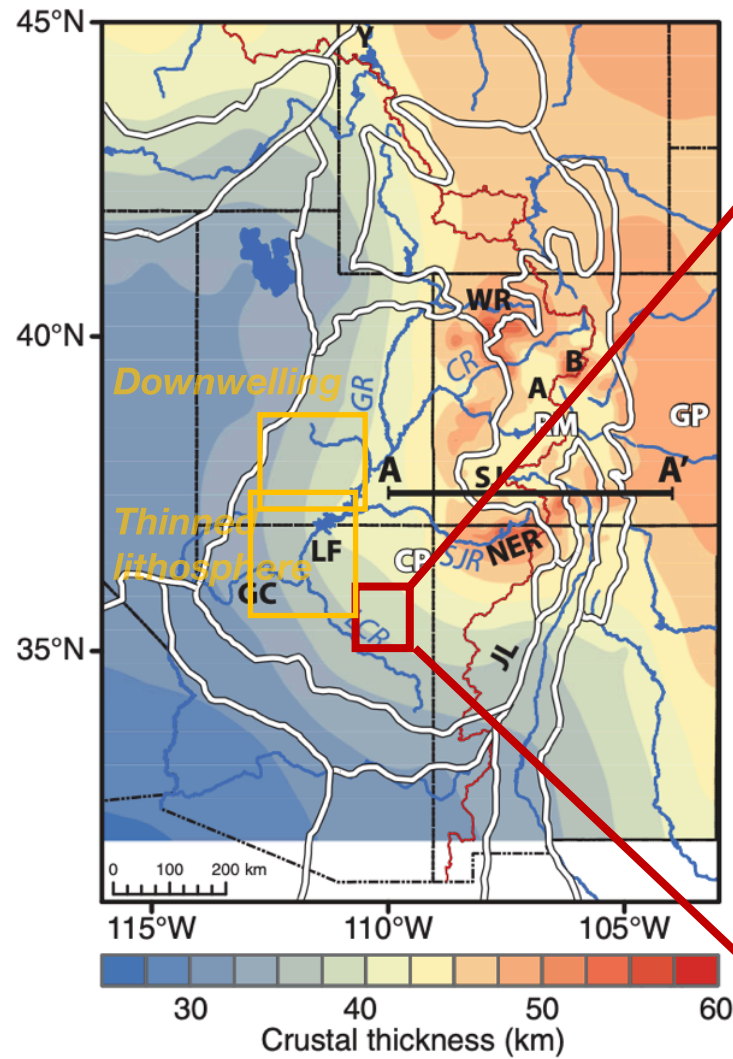 45°N
Y
WR
40°N
CR
B
Downwelling
GR
A
RM
GP
A
SJ
A'
Thinned
lithosphere
LF
CP
SJR
NER
GC
LCR
35°N
JL
0 100 200 km
115°W 110°W 105°W
30 40 50 60
Crustal thickness (km)